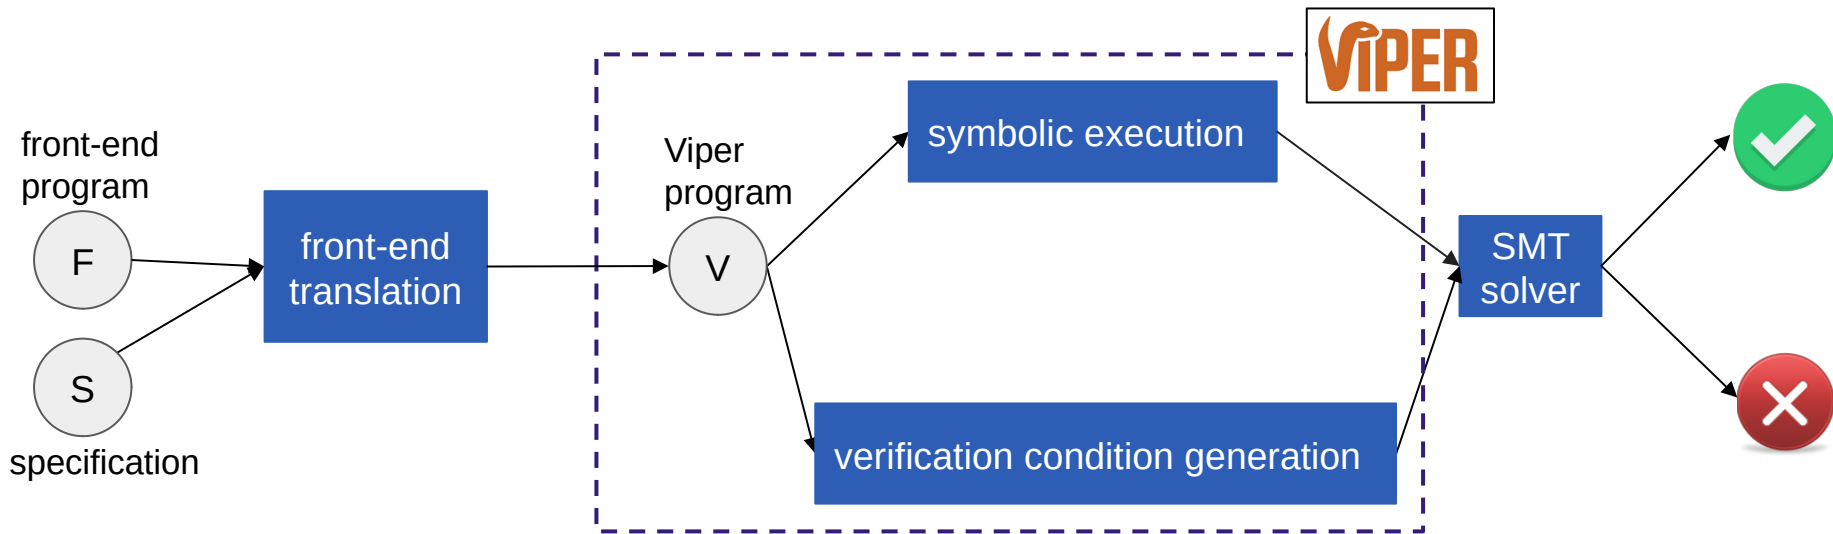 front-end
program
F
S
specification
front-end
translation
Viper
program
V
symbolic execution
verification condition generation
VIPER
SMT
solver